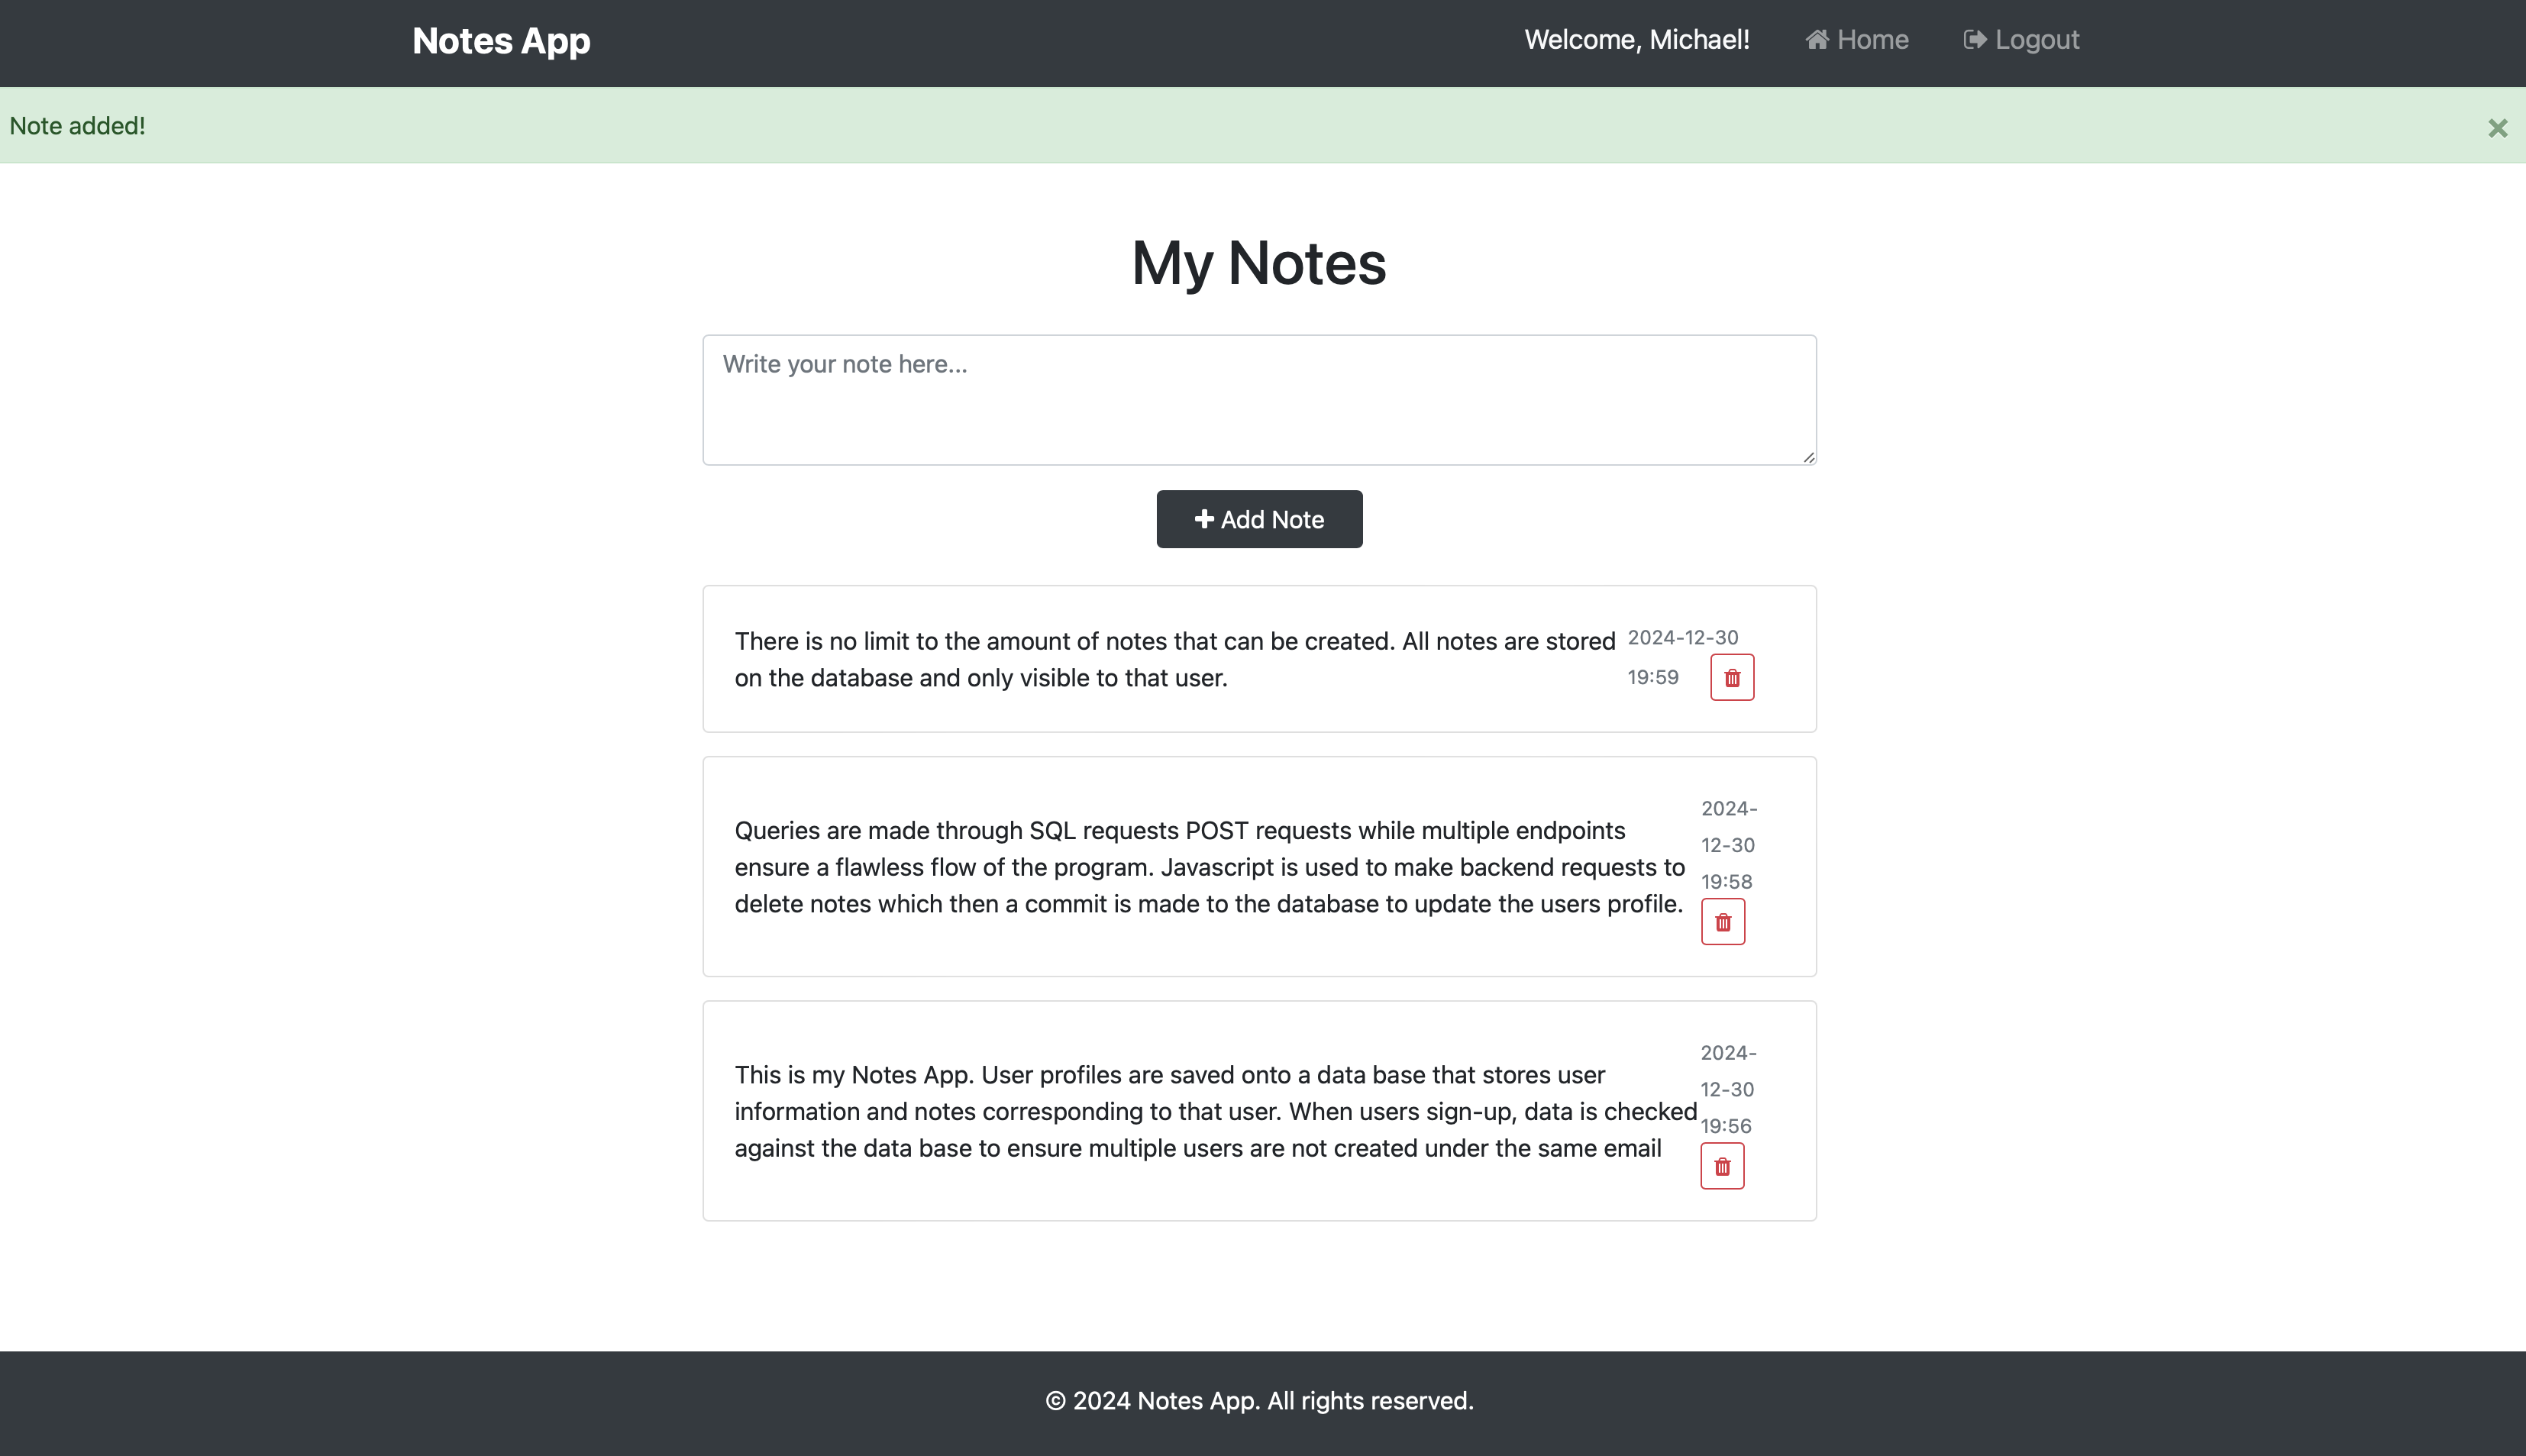 Notes App
Welcome, Michael!
Home
Logout
Note added!
×
My Notes
Write your note here...
Add Note
There is no limit to the amount of notes that can be created. All notes are stored
on the database and only visible to that user.
2024-12-30
19:59
Queries are made through SQL requests POST requests while multiple endpoints
ensure a flawless flow of the program. Javascript is used to make backend requests to
delete notes which then a commit is made to the database to update the users profile.
2024-
12-30
19:58
This is my Notes App. User profiles are saved onto a data base that stores user
information and notes corresponding to that user. When users sign-up, data is checked
against the data base to ensure multiple users are not created under the same email
2024-
12-30
19:56
© 2024 Notes App. All rights reserved.